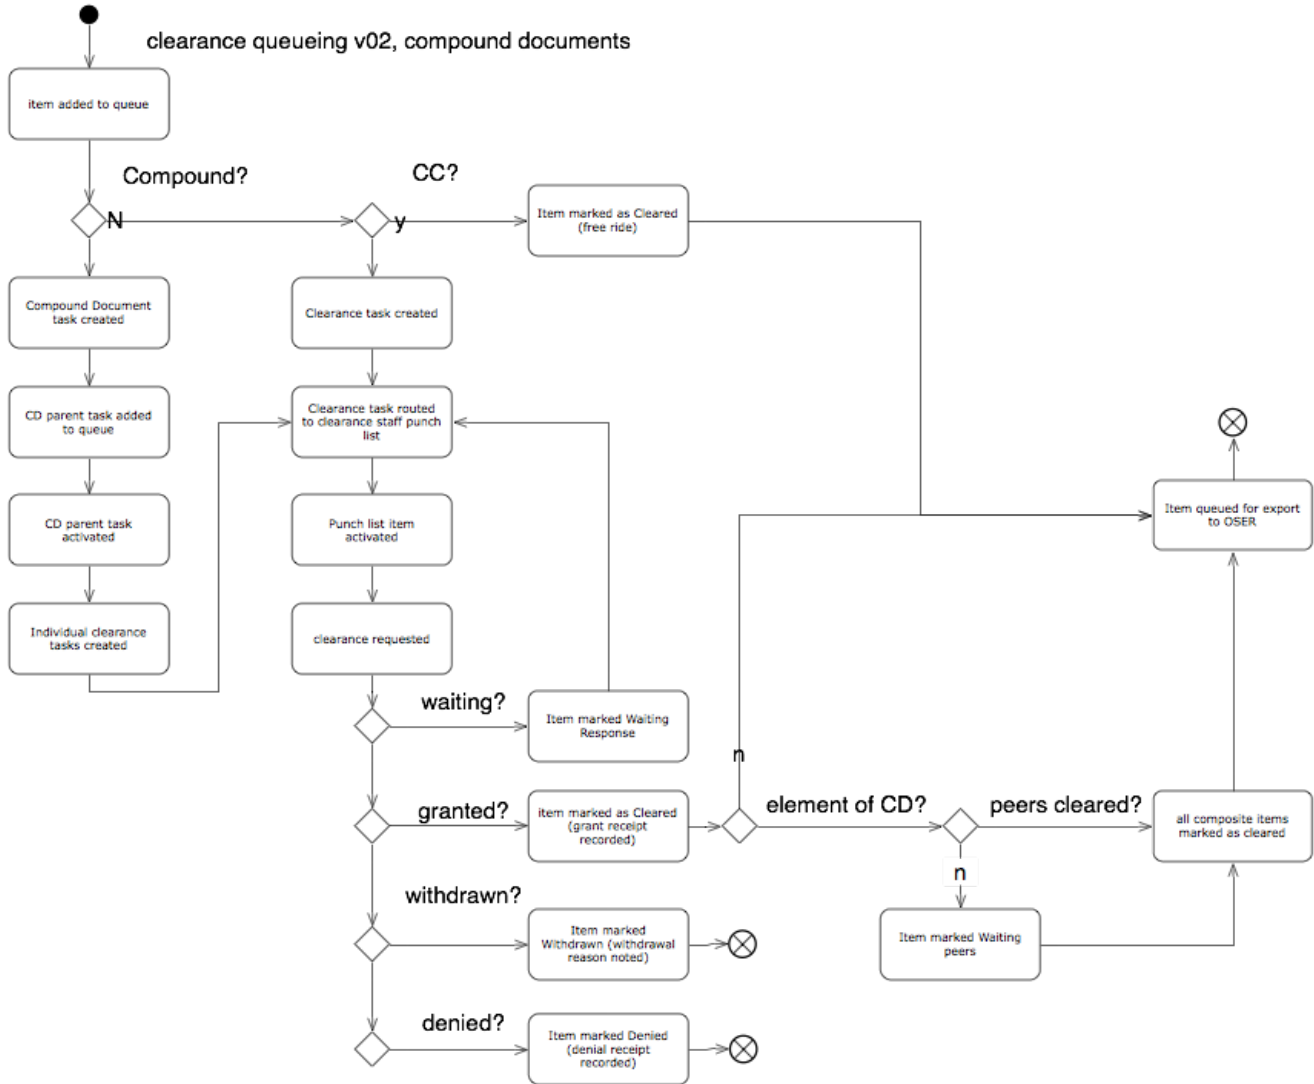 clearance queueing v02, compound documents
item added to queue
Compound?
CC?
N
y
Item marked as Cleared
(free ride)
Compound Document
task created
Clearance task created
CD parent task added
to queue
Clearance task routed
to clearance staff punch
list
CD parent task
activated
Punch list item
activated
Item queued for export
to OSER
Individual clearance
tasks created
clearance requested
waiting?
Item marked Waiting
Response
n
granted?
item marked as Cleared
(grant receipt
recorded)
element of CD?
peers cleared?
all composite items
marked as cleared
n
withdrawn?
Item marked
Withdrawn (withdrawal
reason noted)
Item marked Waiting
peers
denied?
Item marked Denied
(denial receipt
recorded)